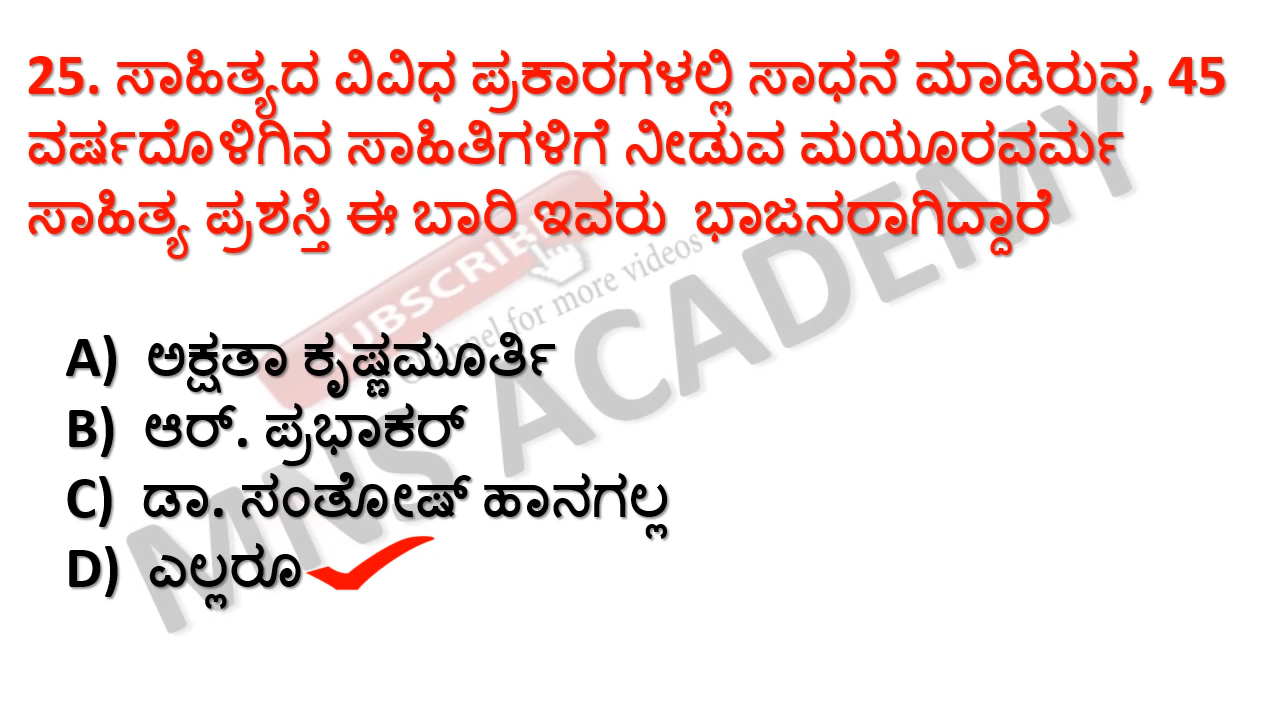 25. ಸಾಹಿತ್ಯದ ವಿವಿಧ ಪ್ರಕಾರಗಳಲ್ಲಿ ಸಾಧನೆ ಮಾಡಿರುವ, 45
ವರ್ಷದೊಳಿಗಿನ ಸಾಹಿತಿಗಳಿಗೆ ನೀಡುವ ಮಯೂರವರ್ಮ
ಸಾಹಿತ್ಯ ಪ್ರಶಸ್ತಿ ಈ ಬಾರಿ ಇವರು ಭಾಜನರಾಗಿದ್ದಾರೆ
SUBSCRIBE
channel for more videos
MNS ACADEMY
A) ಅಕ್ಷತಾ ಕೃಷ್ಣಮೂರ್ತಿ
B) ಆರ್. ಪ್ರಭಾಕರ್
C) ಡಾ. ಸಂತೋಷ್ ಹಾನಗಲ್ಲ
D) ಎಲ್ಲರೂ